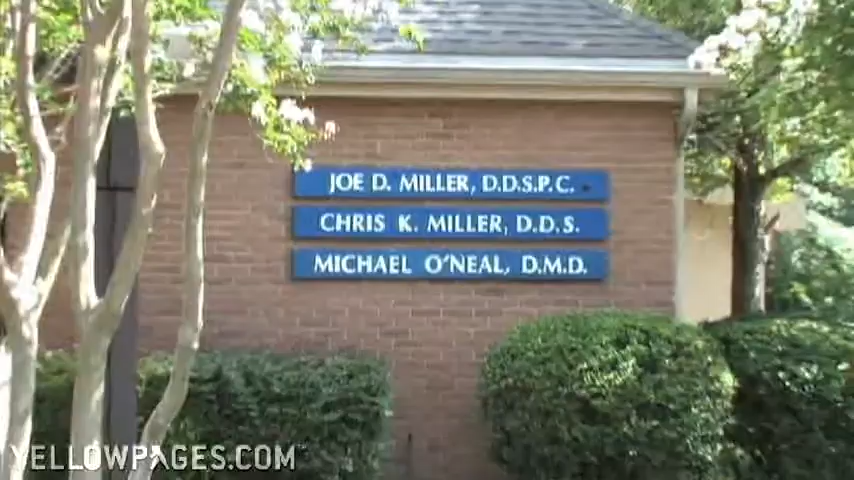 JOE D. MILLER, D.D.S.P.C.
CHRIS K. MILLER, D.D.S.
MICHAEL O'NEAL, D.M.D.
YELLOWPAGES.COM